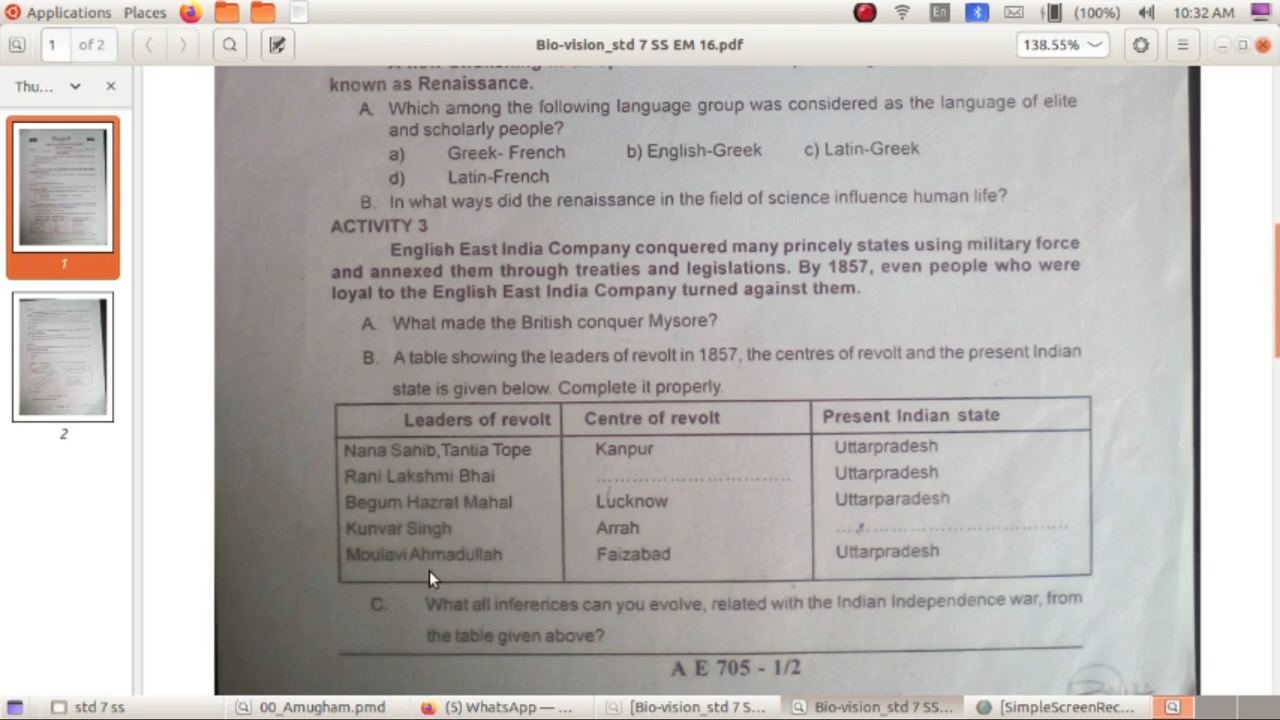 Applications Places En (100%) 10:32 AM
1 of 2 Bio-vision_std 7 SS EM 16.pdf 138.55%
Thu...
1
2
known as Renaissance.
A. Which among the following language group was considered as the language of elite
and scholarly people?
a) Greek- French b) English-Greek c) Latin-Greek
d) Latin-French
B. In what ways did the renaissance in the field of science influence human life?
ACTIVITY 3
English East India Company conquered many princely states using military force
and annexed them through treaties and legislations. By 1857, even people who were
loyal to the English East India Company turned against them.
A. What made the British conquer Mysore?
B. A table showing the leaders of revolt in 1857, the centres of revolt and the present Indian
state is given below. Complete it properly.
Leaders of revolt Centre of revolt Present Indian state
Nana Sahib,Tantia Tope Kanpur Uttarpradesh
Rani Lakshmi Bhai ................................ Uttarpradesh
Begum Hazrat Mahal Lucknow Uttarparadesh
Kunvar Singh Arrah ...................................
Moulavi Ahmadullah Faizabad Uttarpradesh
C. What all inferences can you evolve, related with the Indian Independence war, from
the table given above?
A E 705 - 1/2
std 7 ss 00_Amugham.pmd (5) WhatsApp — ... [Bio-vision_std 7 S... Bio-vision_std 7 SS... [SimpleScreenRec...